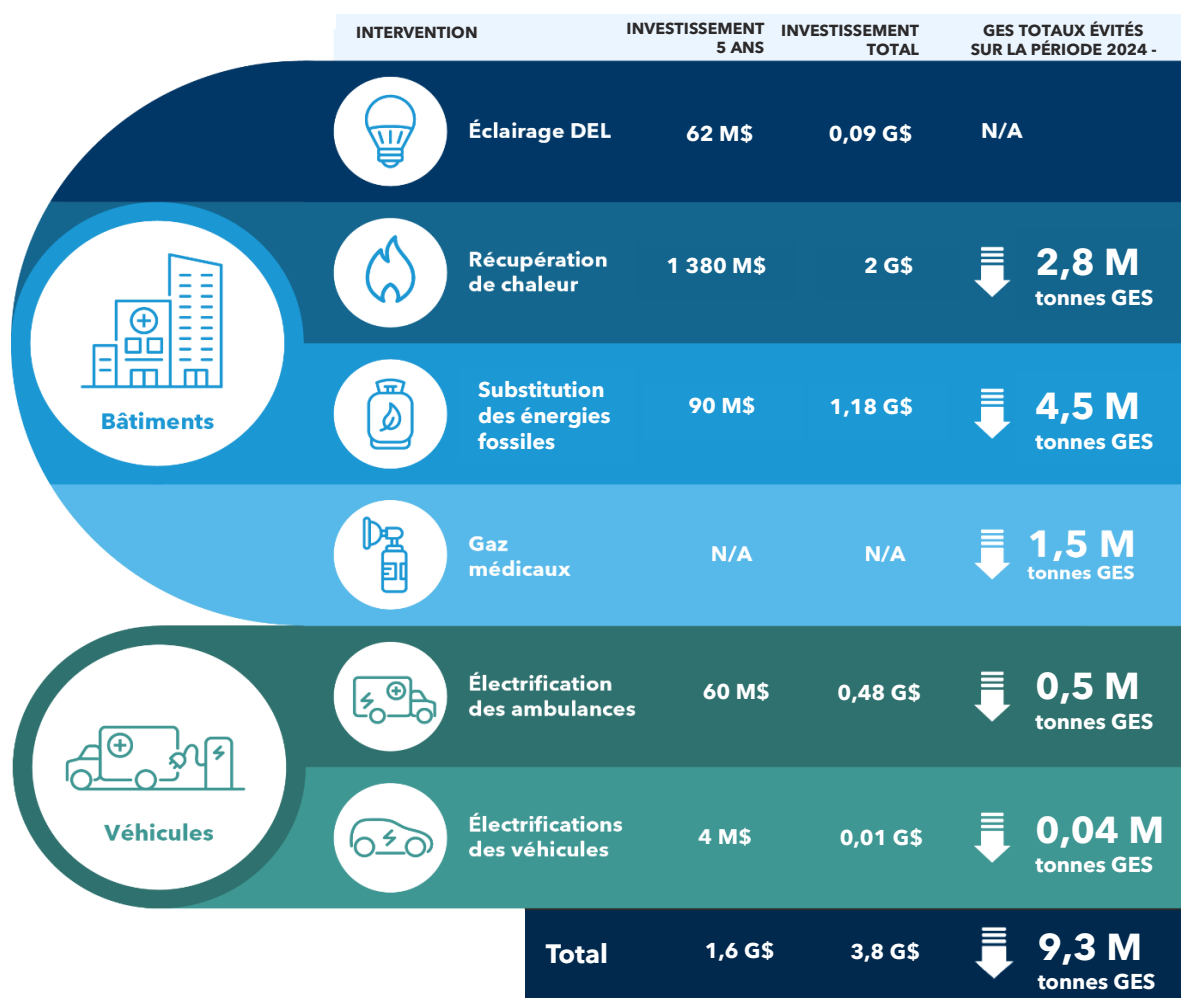 INTERVENTION
INVESTISSEMENT
5 ANS
INVESTISSEMENT
TOTAL
GES TOTAUX ÉVITÉS
SUR LA PÉRIODE 2024 -
Bâtiments
Éclairage DEL
62 M$
0,09 G$
N/A
Récupération
de chaleur
1 380 M$
2 G$
2,8 M
tonnes GES
Substitution
des énergies
fossiles
90 M$
1,18 G$
4,5 M
tonnes GES
Gaz
médicaux
N/A
N/A
1,5 M
tonnes GES
Véhicules
Électrification
des ambulances
60 M$
0,48 G$
0,5 M
tonnes GES
Électrifications
des véhicules
4 M$
0,01 G$
0,04 M
tonnes GES
Total
1,6 G$
3,8 G$
9,3 M
tonnes GES